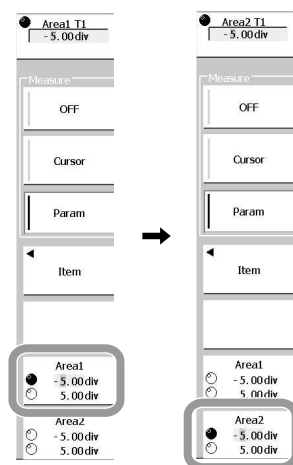 Area1 T1
-5.00div
Measure
OFF
Cursor
Param
Item
Area1
-5.00div
5.00div
Area2
-5.00div
5.00div
Area2 T1
-5.00div
Measure
OFF
Cursor
Param
Item
Area1
-5.00div
5.00div
Area2
-5.00div
5.00div